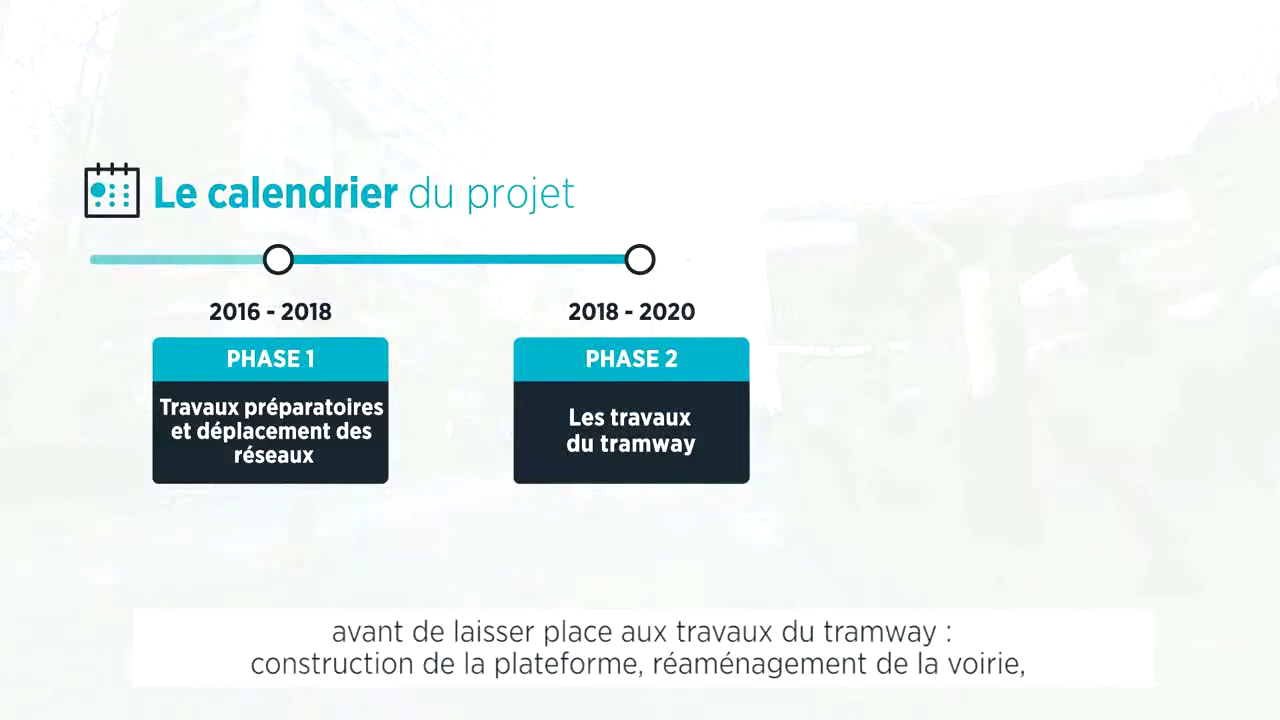 Le calendrier du projet
2016 - 2018
PHASE 1
Travaux préparatoires
et déplacement des
réseaux
2018 - 2020
PHASE 2
Les travaux
du tramway
avant de laisser place aux travaux du tramway :
construction de la plateforme, réaménagement de la voirie,